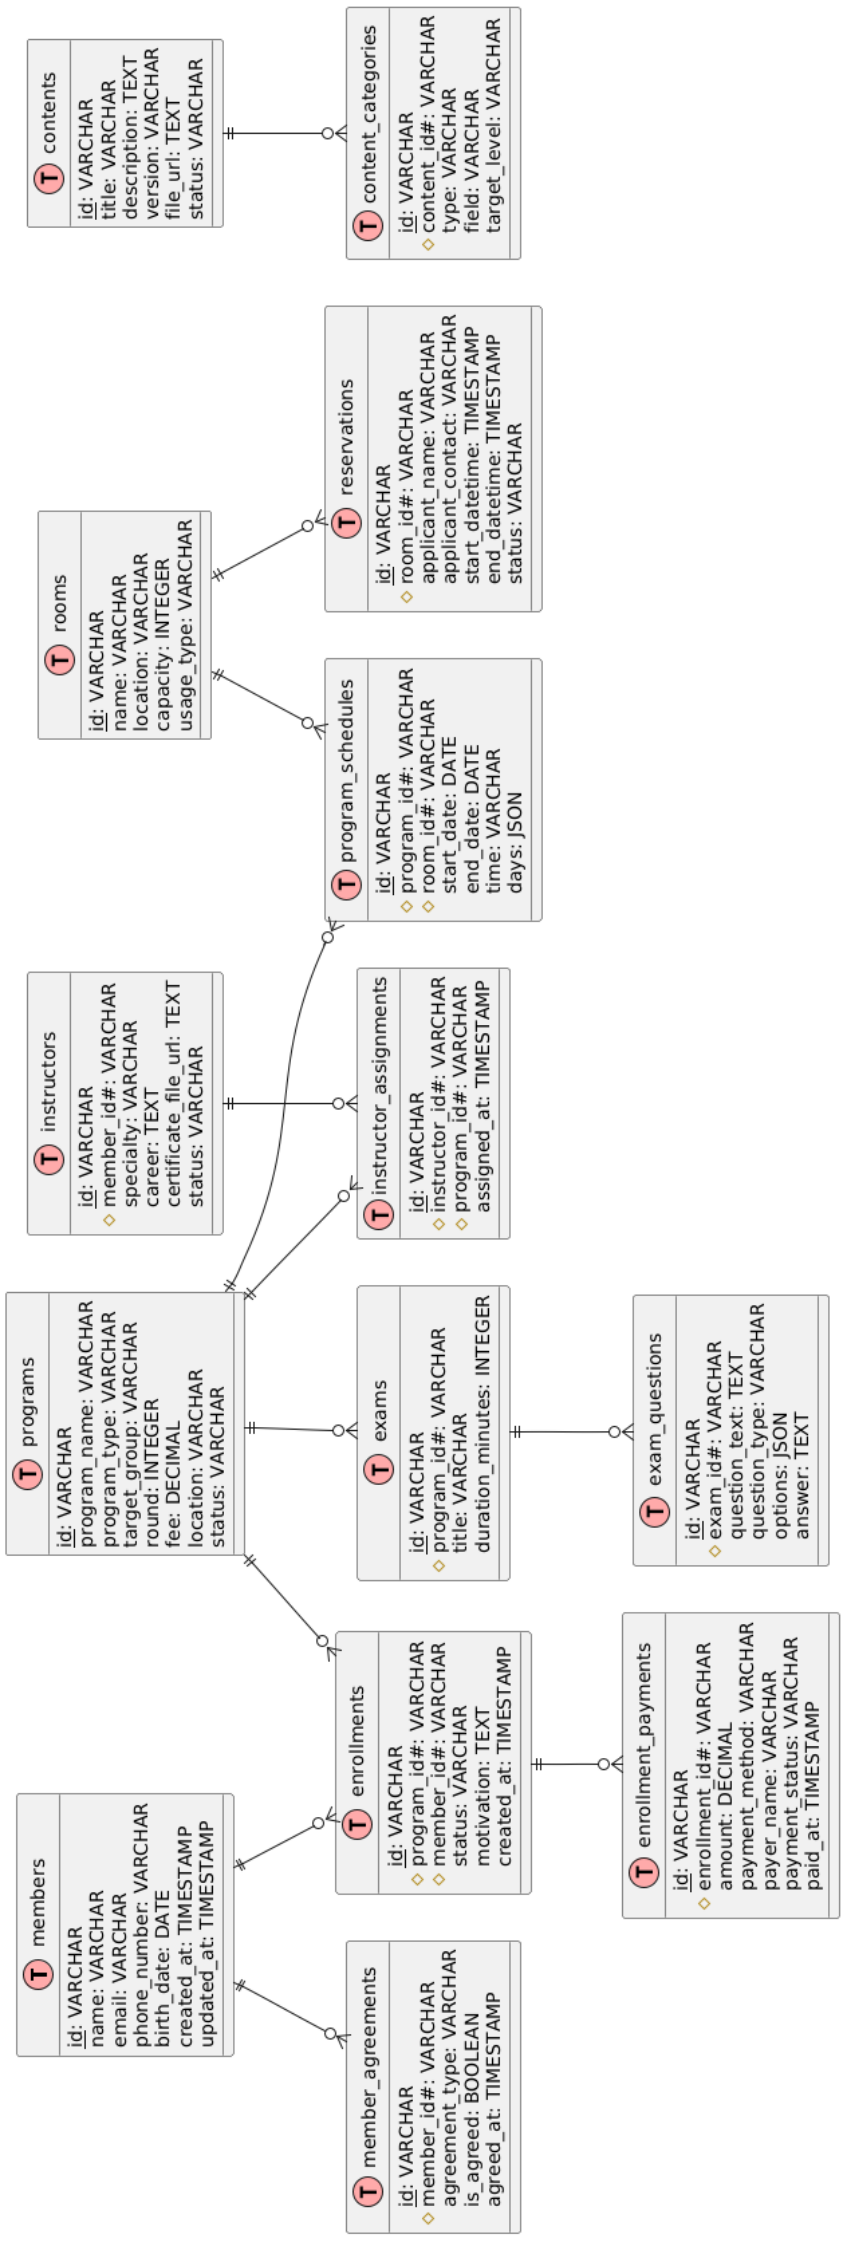 T members
id: VARCHAR
name: VARCHAR
email: VARCHAR
phone_number: VARCHAR
birth_date: DATE
created_at: TIMESTAMP
updated_at: TIMESTAMP
T programs
id: VARCHAR
program_name: VARCHAR
program_type: VARCHAR
target_group: VARCHAR
round: INTEGER
fee: DECIMAL
location: VARCHAR
status: VARCHAR
T instructors
id: VARCHAR
member_id#: VARCHAR
specialty: VARCHAR
career: TEXT
certificate_file_url: TEXT
status: VARCHAR
T rooms
id: VARCHAR
name: VARCHAR
location: VARCHAR
capacity: INTEGER
usage_type: VARCHAR
T contents
id: VARCHAR
title: VARCHAR
description: TEXT
version: VARCHAR
file_url: TEXT
status: VARCHAR
T member_agreements
id: VARCHAR
member_id#: VARCHAR
agreement_type: VARCHAR
is_agreed: BOOLEAN
agreed_at: TIMESTAMP
T enrollments
id: VARCHAR
program_id#: VARCHAR
member_id#: VARCHAR
status: VARCHAR
motivation: TEXT
created_at: TIMESTAMP
T exams
id: VARCHAR
program_id#: VARCHAR
title: VARCHAR
duration_minutes: INTEGER
T instructor_assignments
id: VARCHAR
instructor_id#: VARCHAR
program_id#: VARCHAR
assigned_at: TIMESTAMP
T program_schedules
id: VARCHAR
program_id#: VARCHAR
room_id#: VARCHAR
start_date: DATE
end_date: DATE
time: VARCHAR
days: JSON
T reservations
id: VARCHAR
room_id#: VARCHAR
applicant_name: VARCHAR
applicant_contact: VARCHAR
start_datetime: TIMESTAMP
end_datetime: TIMESTAMP
status: VARCHAR
T content_categories
id: VARCHAR
content_id#: VARCHAR
type: VARCHAR
field: VARCHAR
target_level: VARCHAR
T enrollment_payments
id: VARCHAR
enrollment_id#: VARCHAR
amount: DECIMAL
payment_method: VARCHAR
payer_name: VARCHAR
payment_status: VARCHAR
paid_at: TIMESTAMP
T exam_questions
id: VARCHAR
exam_id#: VARCHAR
question_text: TEXT
question_type: VARCHAR
options: JSON
answer: TEXT